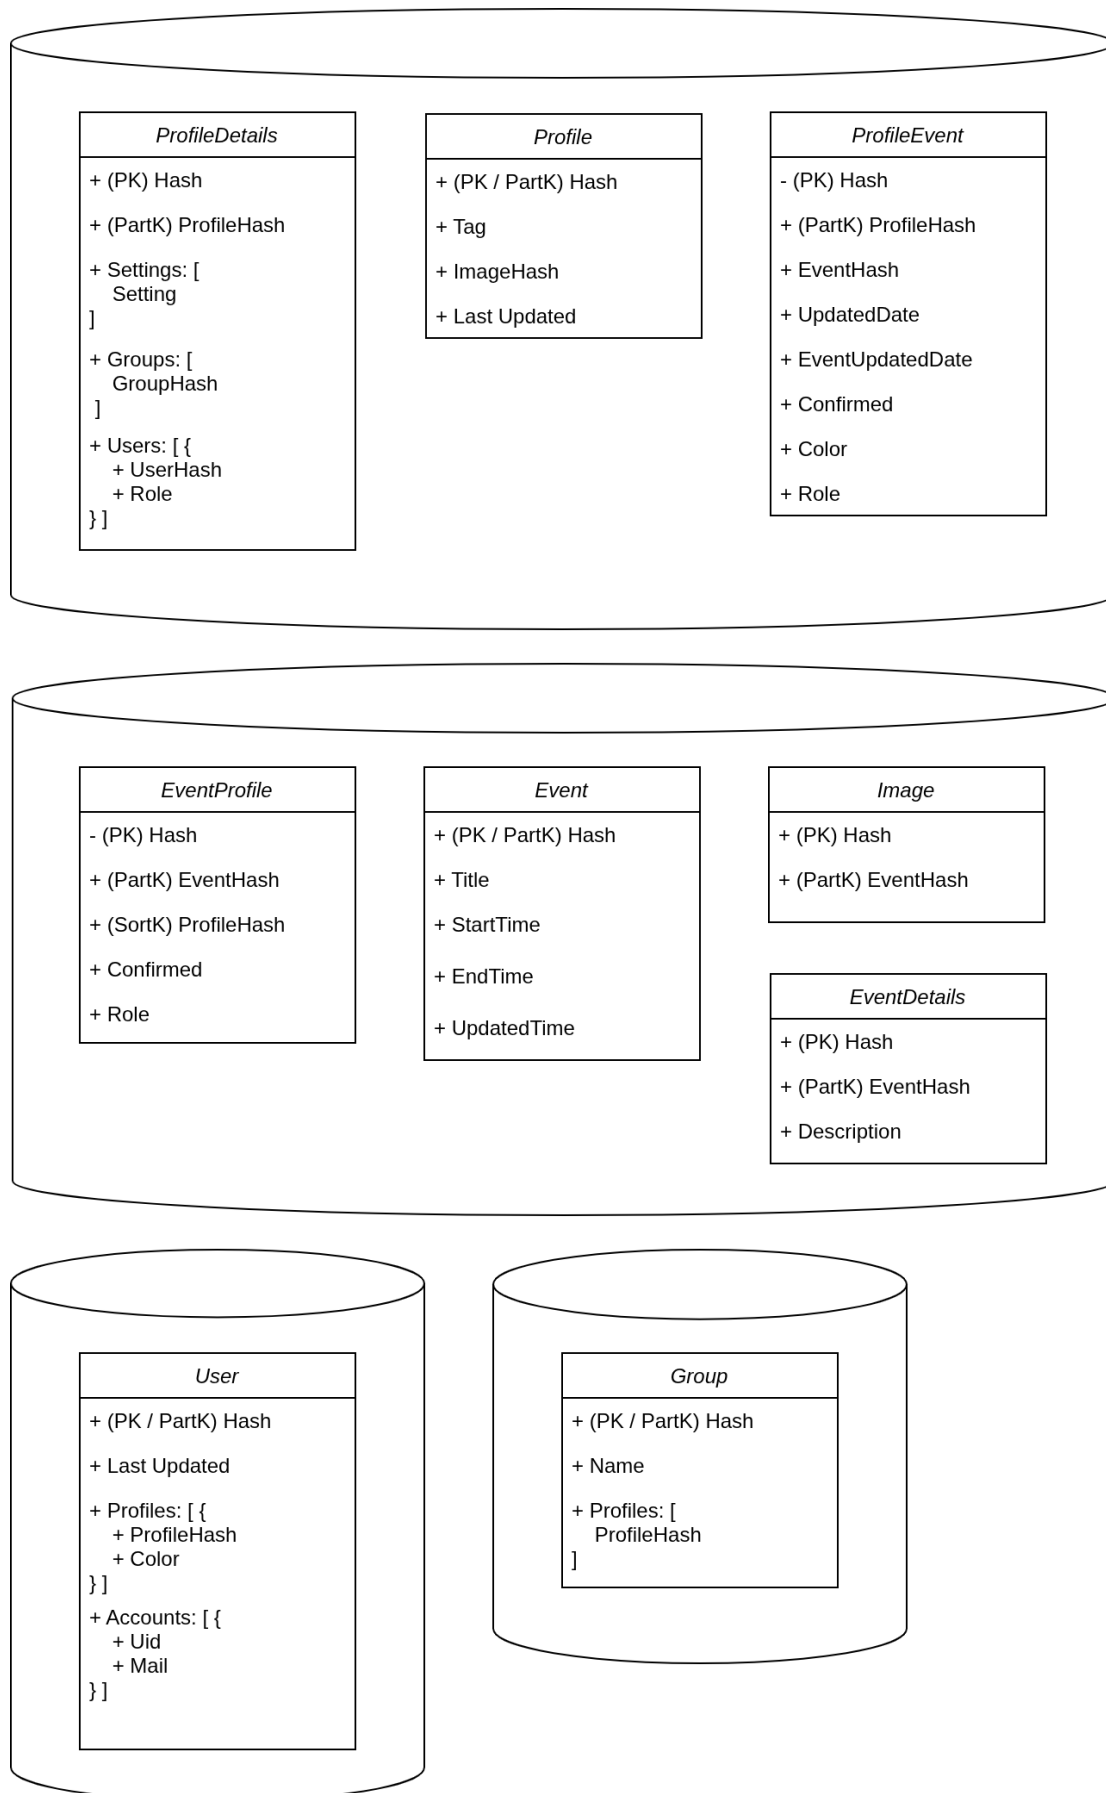 ProfileDetails
+ (PK) Hash
+ (PartK) ProfileHash
+ Settings: [
Setting
]
+ Groups: [
GroupHash
]
+ Users: [ {
+ UserHash
+ Role
} ]
Profile
+ (PK / PartK) Hash
+ Tag
+ ImageHash
+ Last Updated
ProfileEvent
- (PK) Hash
+ (PartK) ProfileHash
+ EventHash
+ UpdatedDate
+ EventUpdatedDate
+ Confirmed
+ Color
+ Role
EventProfile
- (PK) Hash
+ (PartK) EventHash
+ (SortK) ProfileHash
+ Confirmed
+ Role
Event
+ (PK / PartK) Hash
+ Title
+ StartTime
+ EndTime
+ UpdatedTime
Image
+ (PK) Hash
+ (PartK) EventHash
EventDetails
+ (PK) Hash
+ (PartK) EventHash
+ Description
User
+ (PK / PartK) Hash
+ Last Updated
+ Profiles: [ {
+ ProfileHash
+ Color
} ]
+ Accounts: [ {
+ Uid
+ Mail
} ]
Group
+ (PK / PartK) Hash
+ Name
+ Profiles: [
ProfileHash
]